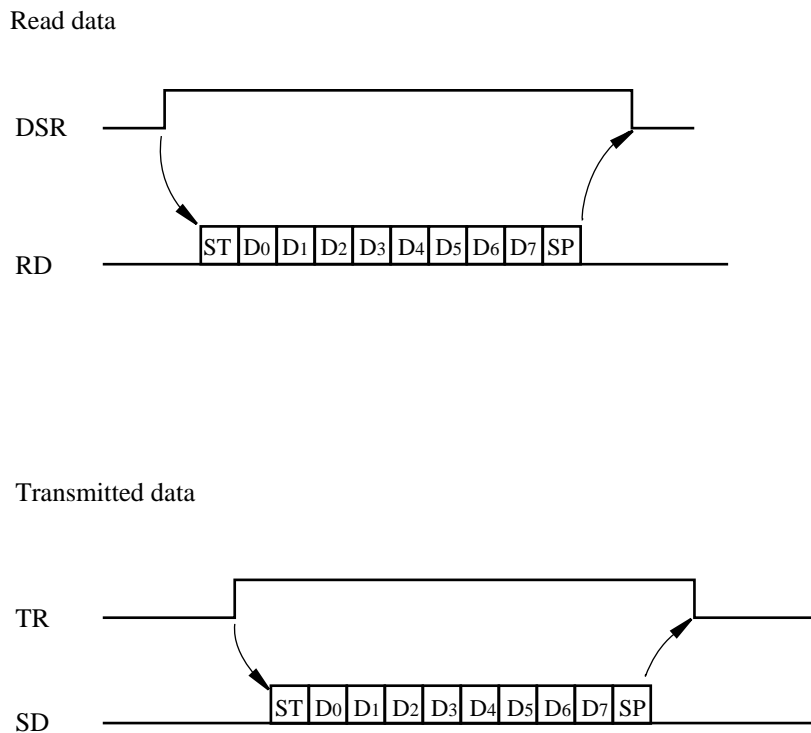 Read data
DSR
ST D0 D1 D2 D3 D4 D5 D6 D7 SP
RD
Transmitted data
TR
ST D0 D1 D2 D3 D4 D5 D6 D7 SP
SD